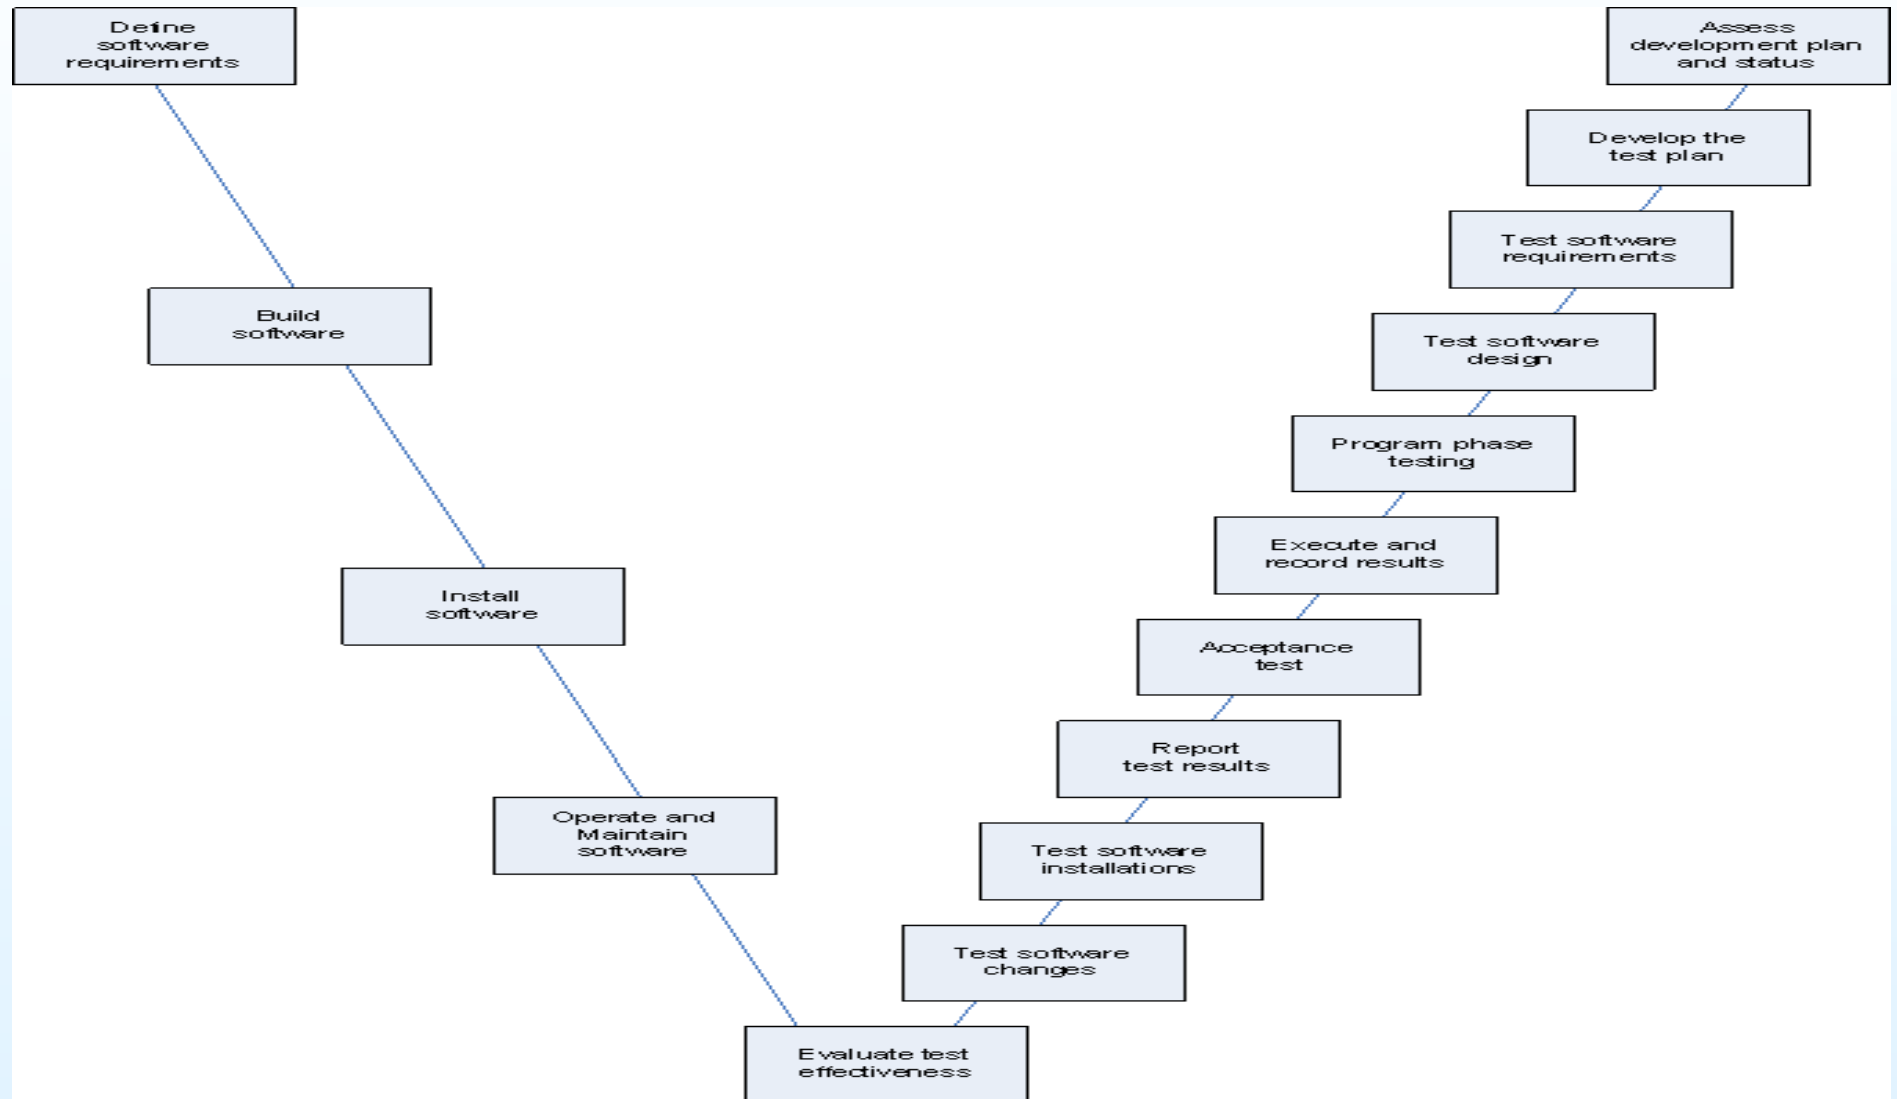 Define
software
requirements
Assess
development plan
and status
Develop the
test plan
Test software
requirements
Build
software
Test software
design
Program phase
testing
Execute and
record results
Install
software
Acceptance
test
Report
test results
Operate and
Maintain
software
Test software
installations
Test software
changes
Evaluate test
effectiveness